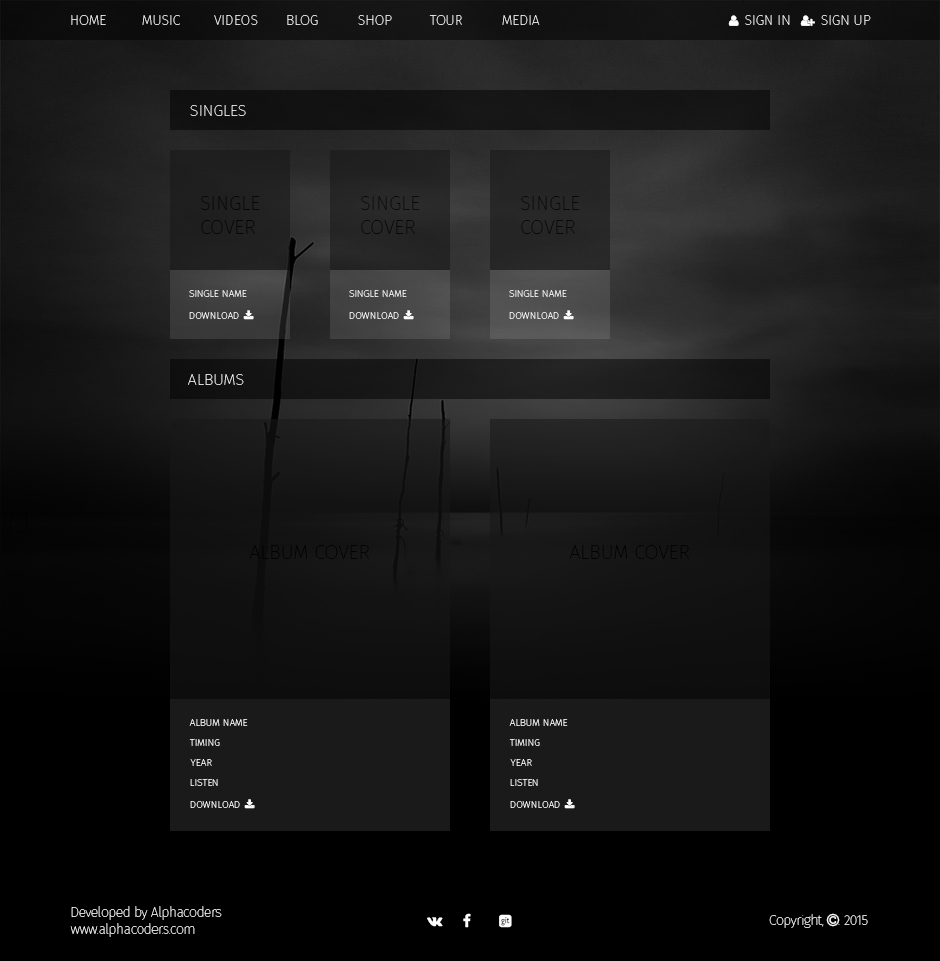 HOME MUSIC VIDEOS BLOG SHOP TOUR MEDIA SIGN IN SIGN UP
SINGLES
SINGLE
COVER
SINGLE NAME
DOWNLOAD
SINGLE
COVER
SINGLE NAME
DOWNLOAD
SINGLE
COVER
SINGLE NAME
DOWNLOAD
ALBUMS
ALBUM COVER
ALBUM NAME
TIMING
YEAR
LISTEN
DOWNLOAD
ALBUM COVER
ALBUM NAME
TIMING
YEAR
LISTEN
DOWNLOAD
Developed by Alphacoders
www.alphacoders.com
git
Copyright, © 2015